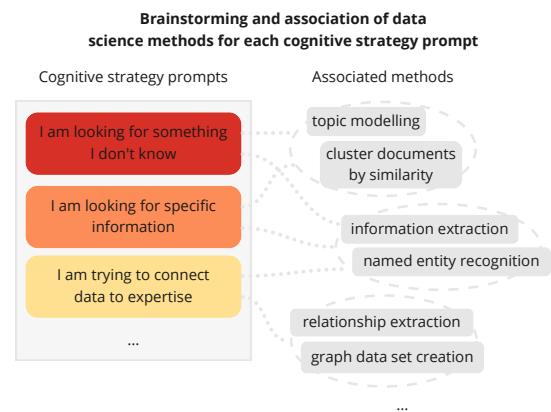 Brainstorming and association of data
science methods for each cognitive strategy prompt
Cognitive strategy prompts
Associated methods
I am looking for something
I don't know
I am looking for specific
information
I am trying to connect
data to expertise
...
topic modelling
cluster documents
by similarity
information extraction
named entity recognition
relationship extraction
graph data set creation
...